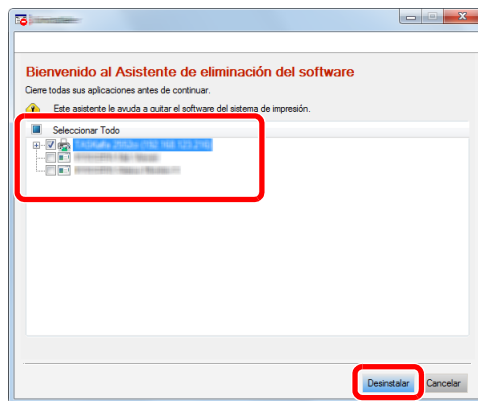 Bienvenido al Asistente de eliminación del software
Cierre todas sus aplicaciones antes de continuar.
Este asistente le ayuda a quitar el software del sistema de impresión.
Seleccionar Todo
Desinstalar Cancelar